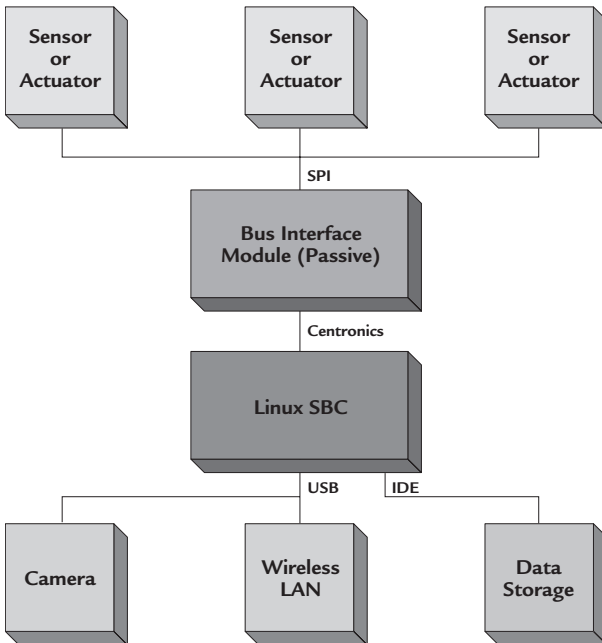 Sensor
or
Actuator
Sensor
or
Actuator
Sensor
or
Actuator
SPI
Bus Interface
Module (Passive)
Centronics
Linux SBC
USB
IDE
Camera
Wireless
LAN
Data
Storage